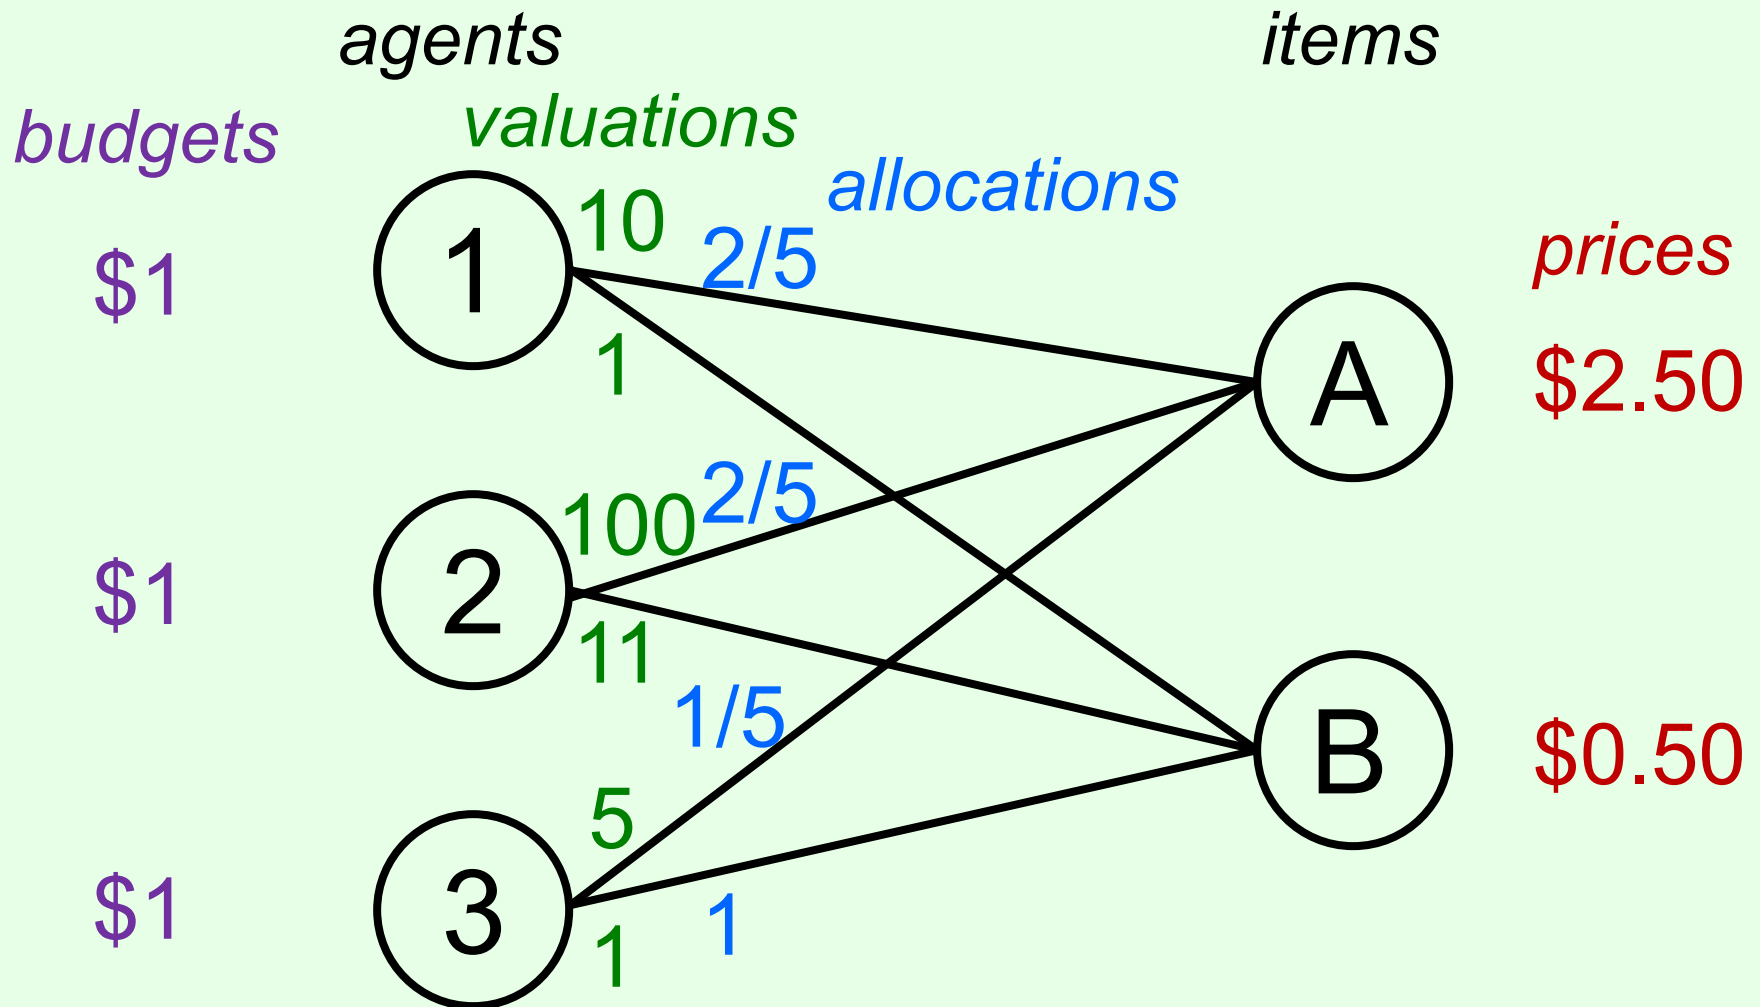 agents
items
budgets
valuations
allocations
prices
$1
1
10
2/5
1
A
$2.50
$1
2
100
2/5
11
B
$0.50
1/5
$1
3
5
1
1